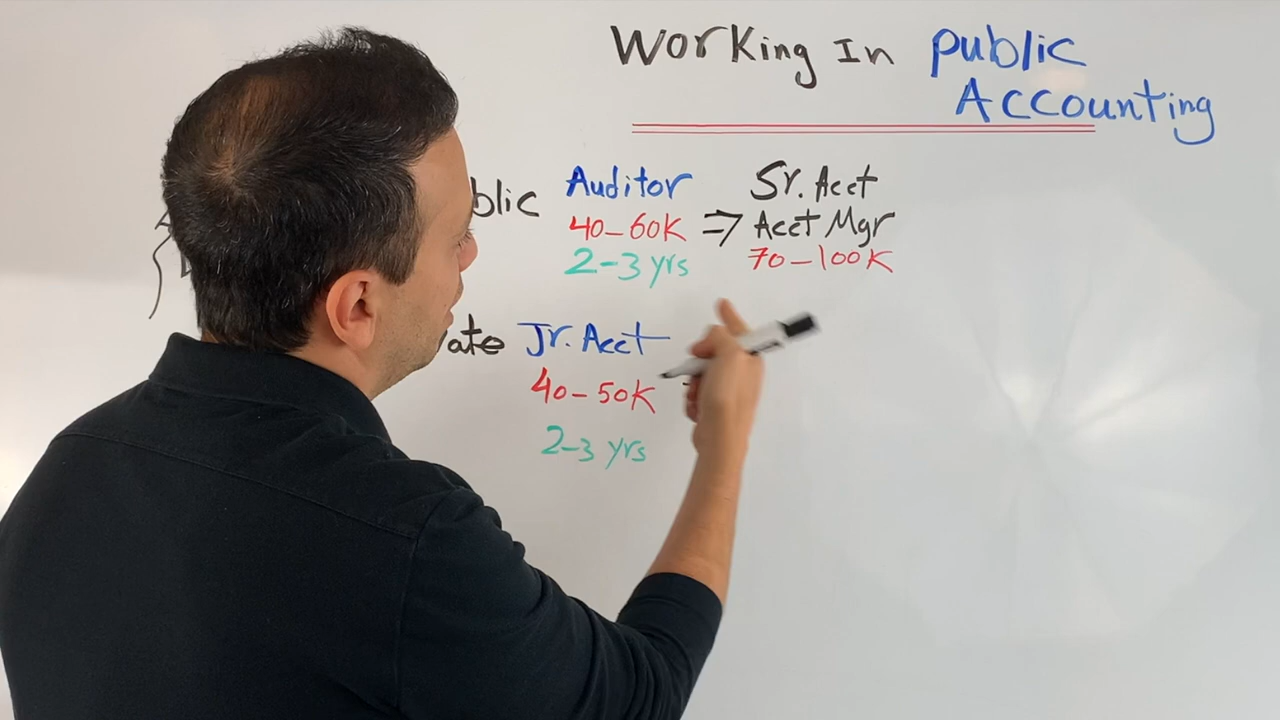 Working In public
Accounting
blic Auditor
40-60K
2-3 yrs
=> Sr. Acct
Acct Mgr
70-100K
ate Jr. Acct
40-50K
2-3 yrs